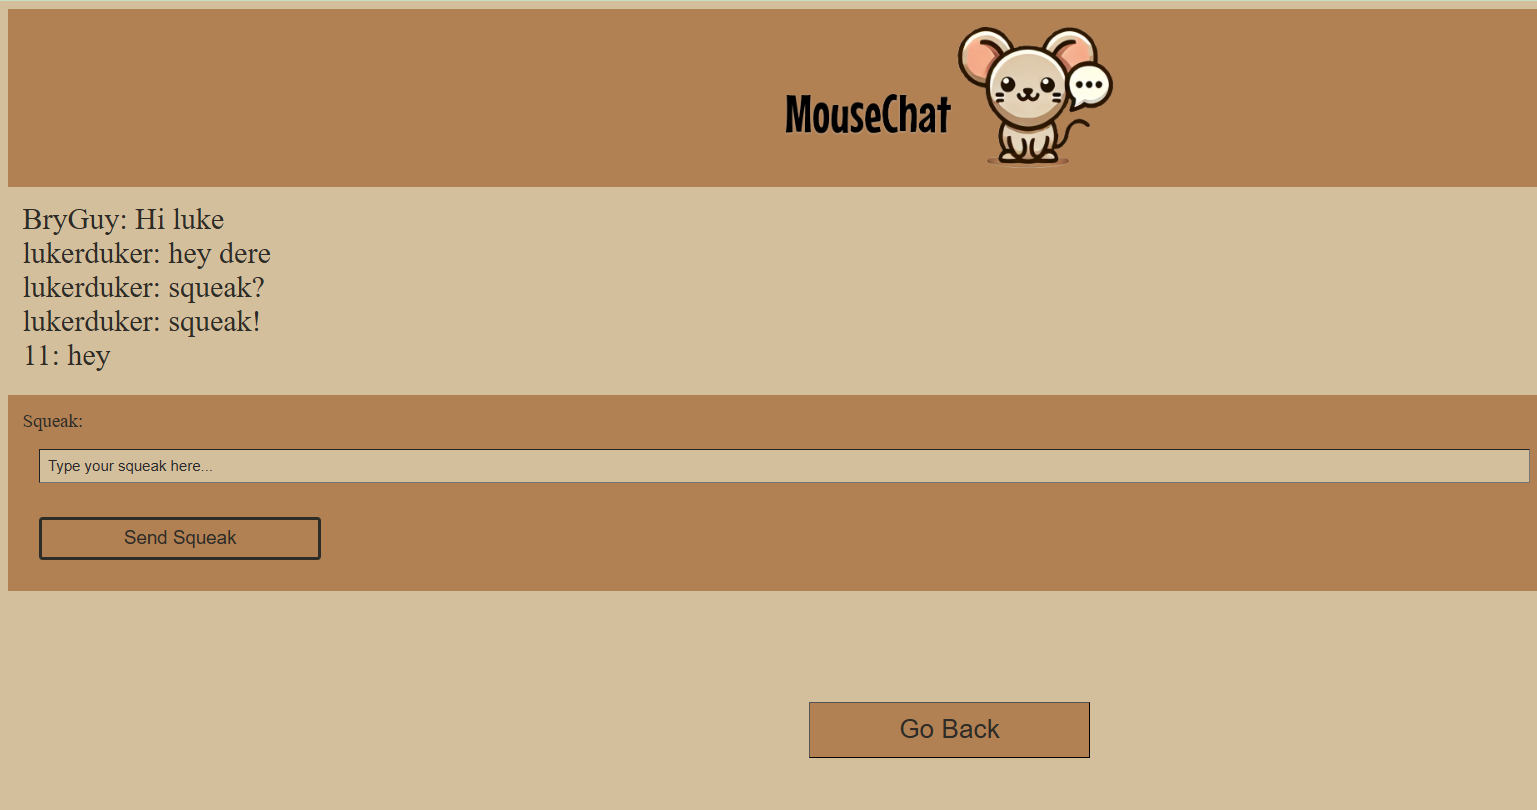 MouseChat
BryGuy: Hi luke
lukerduker: hey dere
lukerduker: squeak?
lukerduker: squeak!
11: hey
Squeak:
Type your squeak here...
Send Squeak
Go Back